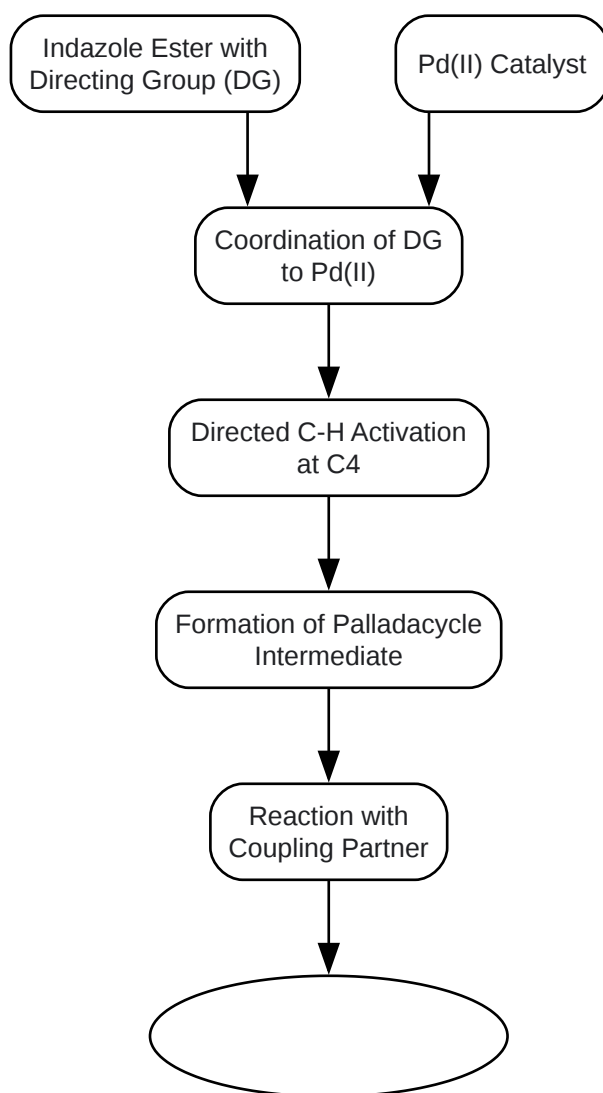 Indazole Ester with
Directing Group (DG)
Pd(II) Catalyst
Coordination of DG
to Pd(II)
Directed C-H Activation
at C4
Formation of Palladacycle
Intermediate
Reaction with
Coupling Partner